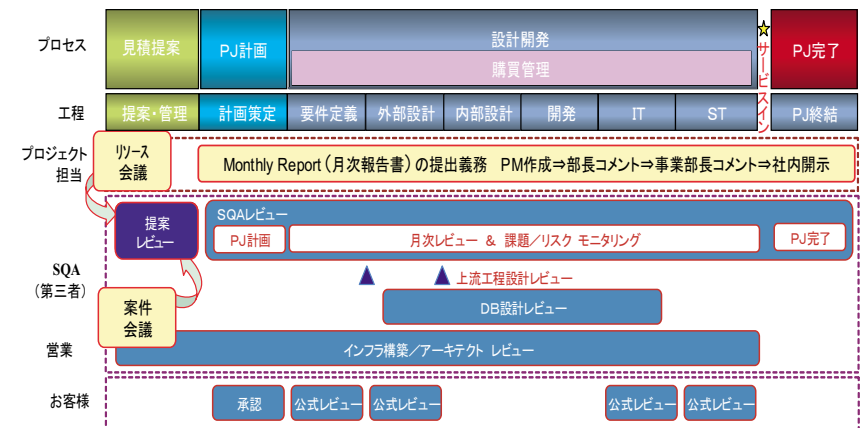 プロセス
見積提案
PJ計画
設計開発
購買管理
☆
サービスイン
PJ完了
工程
提案・管理
計画策定
要件定義
外部設計
内部設計
開発
IT
ST
PJ終結
プロジェクト
担当
リソース
会議
Monthly Report(月次報告書)の提出義務 PM作成⇒部長コメント⇒事業部長コメント⇒社内開示
提案
レビュー
SQAレビュー
PJ計画
月次レビュー & 課題/リスク モニタリング
PJ完了
SQA
(第三者)
上流工程設計レビュー
DB設計レビュー
案件
会議
営業
インフラ構築/アーキテクト レビュー
お客様
承認
公式レビュー
公式レビュー
公式レビュー
公式レビュー